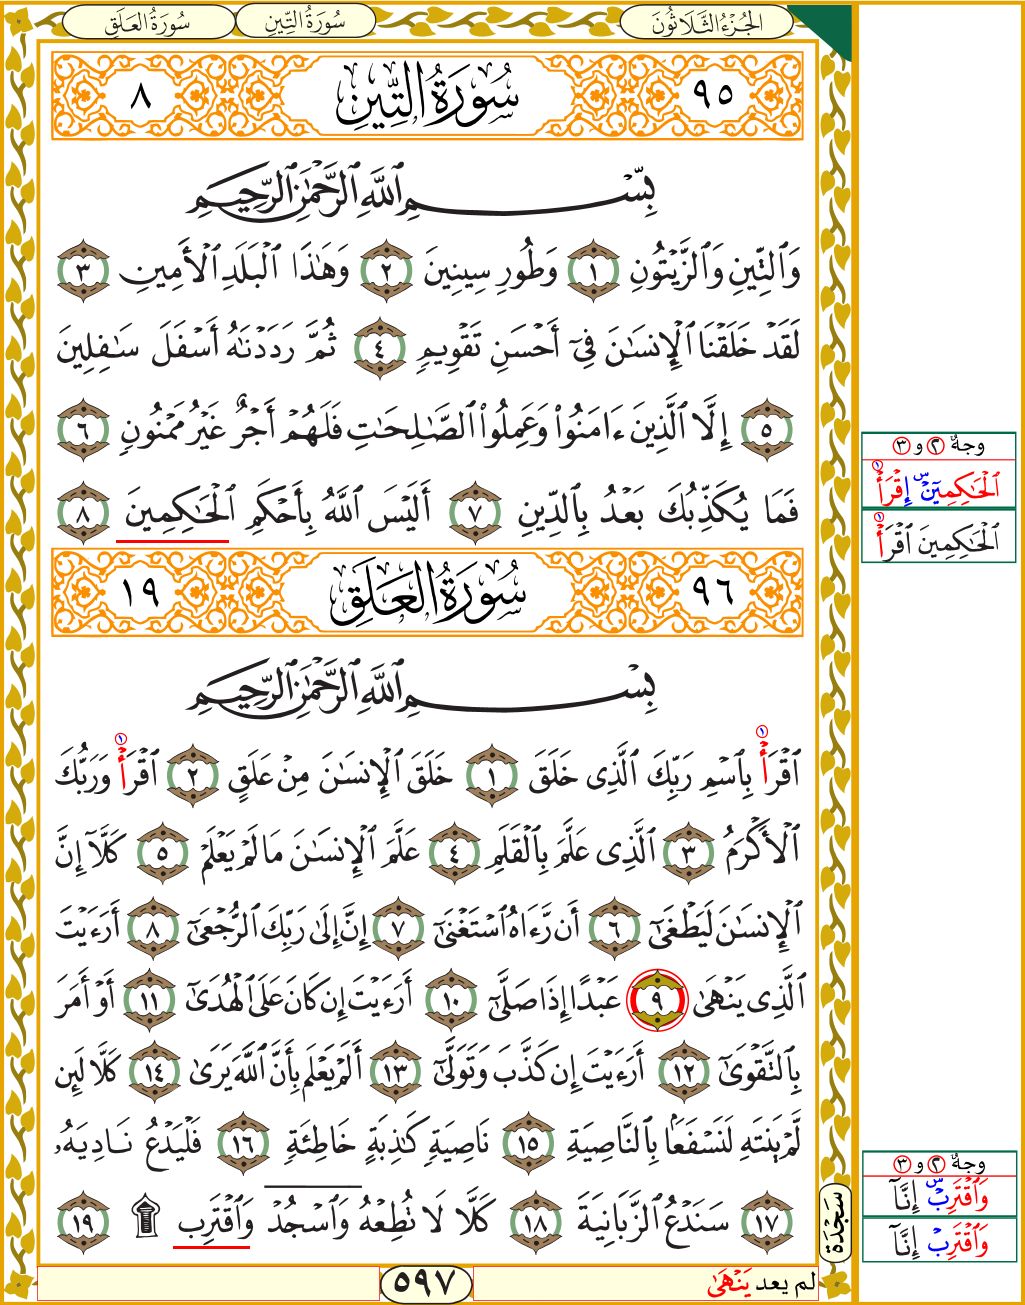 الجُزْءُ الثَّلَاثُونَ
سُورَةُ التِّينِ
سُورَةُ العَلَقِ
٩٥ سُورَةُ التِّينِ ٨
بِسْمِ ٱللَّهِ ٱلرَّحْمَٰنِ ٱلرَّحِيمِ
وَٱلتِّينِ وَٱلزَّيْتُونِ ١ وَطُورِ سِينِينَ ٢ وَهَٰذَا ٱلْبَلَدِ ٱلْأَمِينِ ٣
لَقَدْ خَلَقْنَا ٱلْإِنسَٰنَ فِىٓ أَحْسَنِ تَقْوِيمٍ ٤ ثُمَّ رَدَدْنَٰهُ أَسْفَلَ سَٰفِلِينَ
٥ إِلَّا ٱلَّذِينَ ءَامَنُوا۟ وَعَمِلُوا۟ ٱلصَّٰلِحَٰتِ فَلَهُمْ أَجْرٌ غَيْرُ مَمْنُونٍ ٦
فَمَا يُكَذِّبُكَ بَعْدُ بِٱلدِّينِ ٧ أَلَيْسَ ٱللَّهُ بِأَحْكَمِ ٱلْحَٰكِمِينَ ٨
٩٦ سُورَةُ العَلَقِ ١٩
بِسْمِ ٱللَّهِ ٱلرَّحْمَٰنِ ٱلرَّحِيمِ
ٱقْرَأْ بِٱسْمِ رَبِّكَ ٱلَّذِى خَلَقَ ١ خَلَقَ ٱلْإِنسَٰنَ مِنْ عَلَقٍ ٢ ٱقْرَأْ وَرَبُّكَ
ٱلْأَكْرَمُ ٣ ٱلَّذِى عَلَّمَ بِٱلْقَلَمِ ٤ عَلَّمَ ٱلْإِنسَٰنَ مَا لَمْ يَعْلَمْ ٥ كَلَّآ إِنَّ
ٱلْإِنسَٰنَ لَيَطْغَىٰٓ ٦ أَن رَّءَاهُ ٱسْتَغْنَىٰٓ ٧ إِنَّ إِلَىٰ رَبِّكَ ٱلرُّجْعَىٰٓ ٨ أَرَءَيْتَ
ٱلَّذِى يَنْهَىٰ ٩ عَبْدًا إِذَا صَلَّىٰٓ ١٠ أَرَءَيْتَ إِن كَانَ عَلَى ٱلْهُدَىٰٓ ١١ أَوْ أَمَرَ
بِٱلتَّقْوَىٰٓ ١٢ أَرَءَيْتَ إِن كَذَّبَ وَتَوَلَّىٰٓ ١٣ أَلَمْ يَعْلَم بِأَنَّ ٱللَّهَ يَرَىٰ ١٤ كَلَّا لَئِن
لَّمْ يَنتَهِ لَنَسْفَعًۢا بِٱلنَّاصِيَةِ ١٥ نَاصِيَةٍ كَٰذِبَةٍ خَاطِئَةٍ ١٦ فَلْيَدْعُ نَادِيَهُۥ
١٧ سَنَدْعُ ٱلزَّبَانِيَةَ ١٨ كَلَّا لَا تُطِعْهُ وَٱسْجُدْ وَٱقْتَرِب ۩ ١٩
سَجْدَة
لم يعد يَنْهَىٰ
٥٩٧
وجهٌ ٢ و ٣
ٱلْحَٰكِمِينَ س إِقْرَأْ
ٱلْحَٰكِمِينَ ٱقْرَأْ
وجهٌ ٢ و ٣
وَٱقْتَرِبْ س إِنَّآ
وَٱقْتَرِبْ إِنَّآ